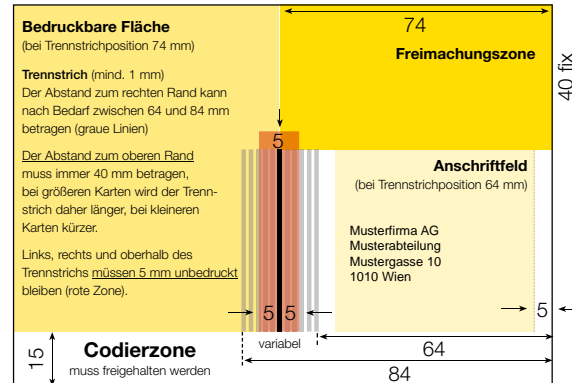 Bedruckbare Fläche
(bei Trennstrichposition 74 mm)
Trennstrich (mind. 1 mm)
Der Abstand zum rechten Rand kann
nach Bedarf zwischen 64 und 84 mm
betragen (graue Linien)
Der Abstand zum oberen Rand
muss immer 40 mm betragen,
bei größeren Karten wird der Trenn-
strich daher länger, bei kleineren
Karten kürzer.
Links, rechts und oberhalb des
Trennstrichs müssen 5 mm unbedruckt
bleiben (rote Zone).
74
Freimachungszone
40 fix
5
Anschriftfeld
(bei Trennstrichposition 64 mm)
Musterfirma AG
Musterabteilung
Mustergasse 10
1010 Wien
5 5
5
15
Codierzone
muss freigehalten werden
variabel
64
84